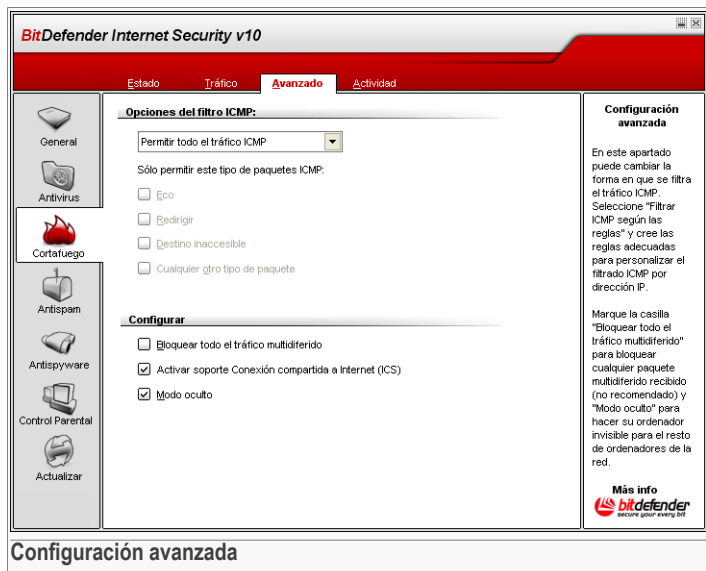 BitDefender Internet Security v10
Estado Tráfico Avanzado Actividad
General
Antivirus
Cortafuego
Antispam
Antispyware
Control Parental
Actualizar
Opciones del filtro ICMP:
Permitir todo el tráfico ICMP
Sólo permitir este tipo de paquetes ICMP:
Eco
Redirigir
Destino inaccesible
Cualquier otro tipo de paquete
Configurar
Bloquear todo el tráfico multidiferido
Activar soporte Conexión compartida a Internet (ICS)
Modo oculto
Configuración
avanzada
En este apartado
puede cambiar la
forma en que se filtra
el tráfico ICMP.
Seleccione "Filtrar
ICMP según las
reglas" y cree las
reglas adecuadas
para personalizar el
filtrado ICMP por
dirección IP.
Marque la casilla
"Bloquear todo el
tráfico multidiferido"
para bloquear
cualquier paquete
multidiferido recibido
(no recomendado) y
"Modo oculto" para
hacer su ordenador
invisible para el resto
de ordenadores de la
red.
Más info
bitdefender
secure your every bit
Configuración avanzada